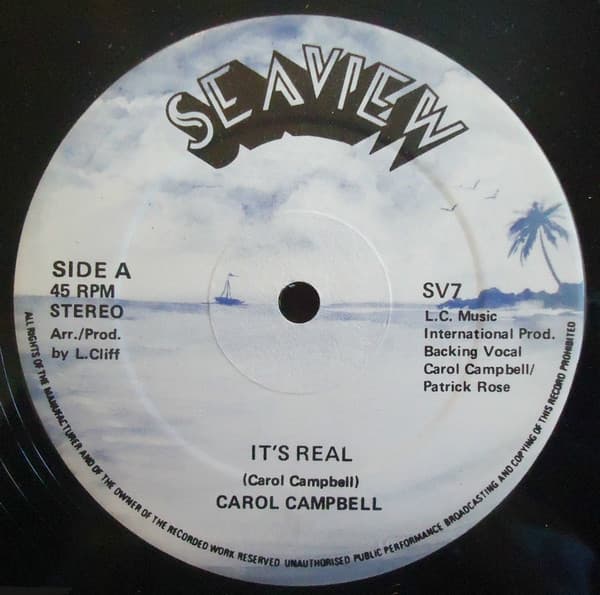 SEAVIEW
SIDE A
45 RPM
STEREO
Arr./Prod.
by L.Cliff
SV7
L.C. Music
International Prod.
Backing Vocal
Carol Campbell/
Patrick Rose
IT'S REAL
(Carol Campbell)
CAROL CAMPBELL
ALL RIGHTS OF THE MANUFACTURER AND OF THE OWNER OF THE RECORDED WORK RESERVED UNAUTHORISED PUBLIC PERFORMANCE BROADCASTING AND COPYING OF THIS RECORD PROHIBITED